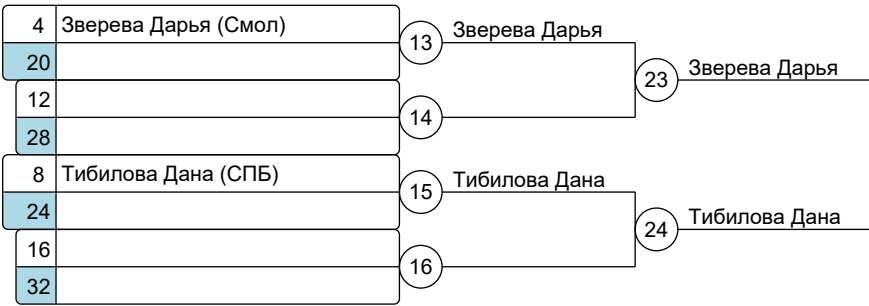 4 Зверева Дарья (Смол)
13 Зверева Дарья
20
23 Зверева Дарья
12
14
28
8 Тибилова Дана (СПБ)
15 Тибилова Дана
24
24 Тибилова Дана
16
16
32